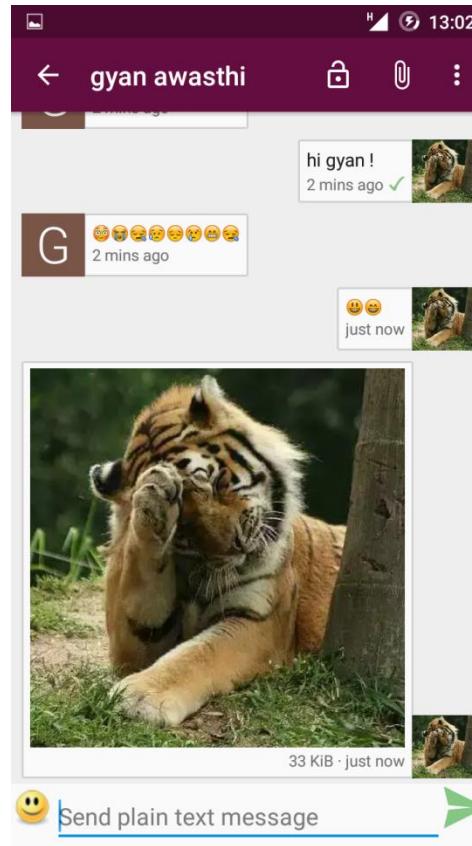 H 13:02
gyan awasthi
hi gyan !
2 mins ago ✓
G
😳😭😪😥😔😢😁😪
2 mins ago
😃😄
just now
33 KiB · just now
Send plain text message